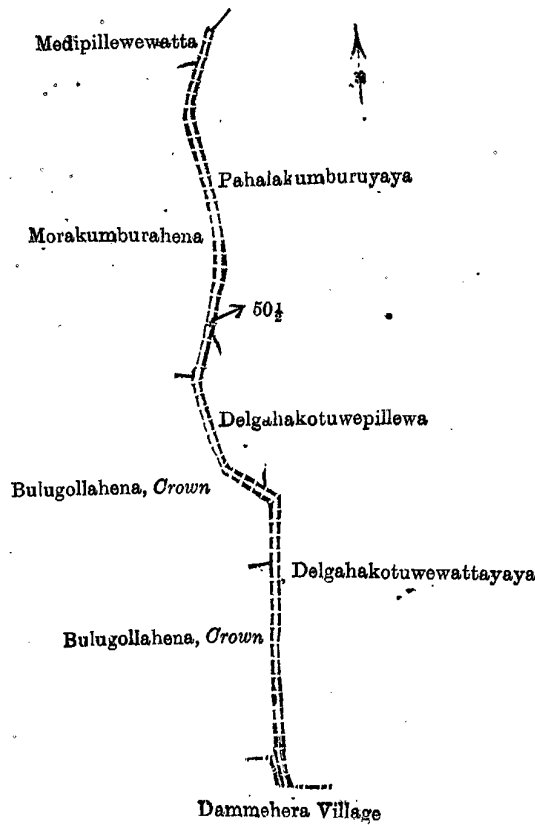 Medipillewewatta
Pahalakumburuyaya
Morakumburahena
50½
Delgahakotuwepillewa
Bulugollahena, Crown
Delgahakotuwewattayaya
Bulugollahena, Crown
Dammehera Village